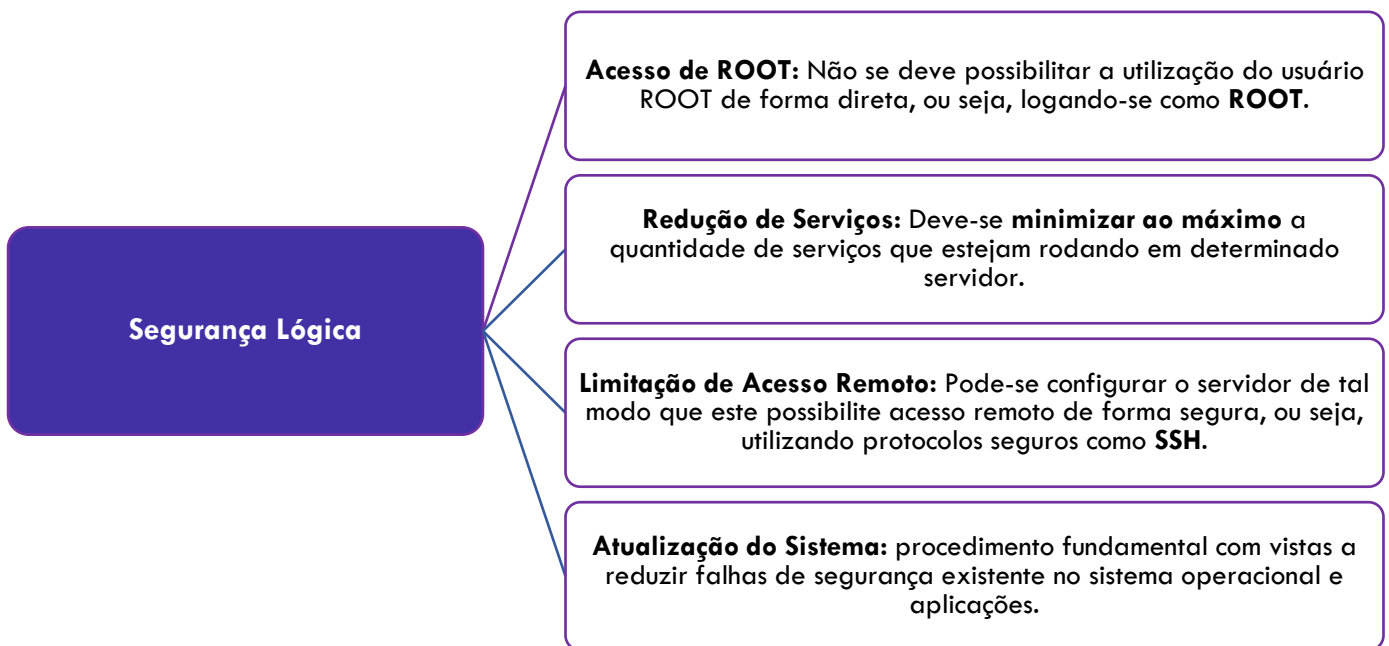 Segurança Lógica
Acesso de ROOT: Não se deve possibilitar a utilização do usuário
ROOT de forma direta, ou seja, logando-se como ROOT.
Redução de Serviços: Deve-se minimizar ao máximo a
quantidade de serviços que estejam rodando em determinado
servidor.
Limitação de Acesso Remoto: Pode-se configurar o servidor de tal
modo que este possibilite acesso remoto de forma segura, ou seja,
utilizando protocolos seguros como SSH.
Atualização do Sistema: procedimento fundamental com vistas a
reduzir falhas de segurança existente no sistema operacional e
aplicações.